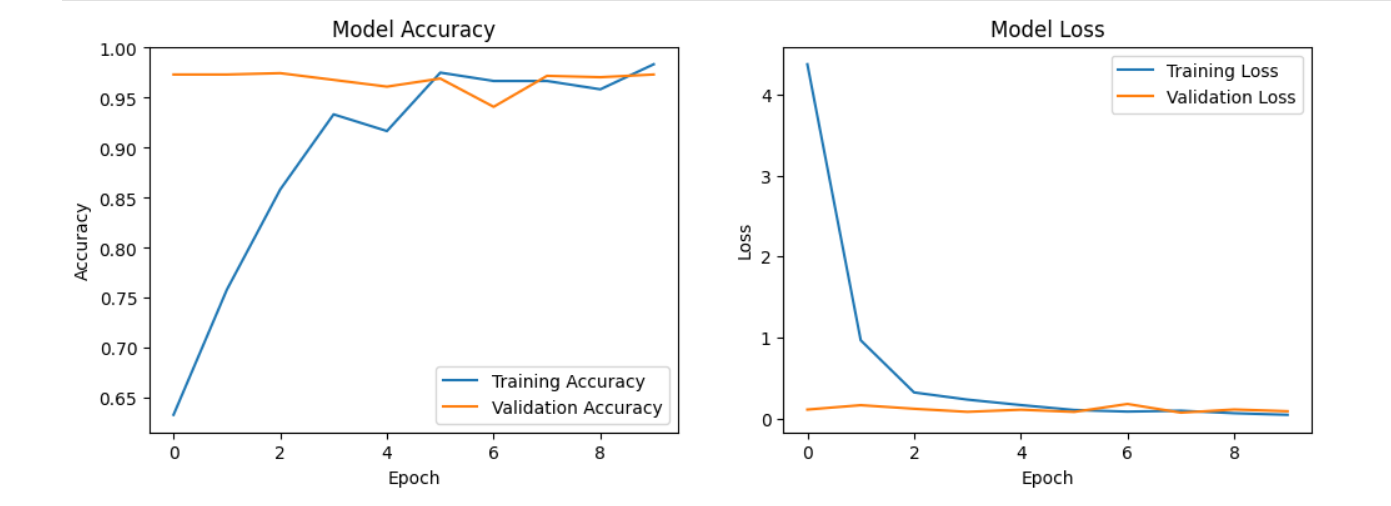 Model Accuracy
1.00
0.95
0.90
0.85
0.80
0.75
0.70
0.65
Accuracy
0 2 4 6 8
Epoch
Training Accuracy
Validation Accuracy
Model Loss
4
3
2
1
0
Loss
0 2 4 6 8
Epoch
Training Loss
Validation Loss